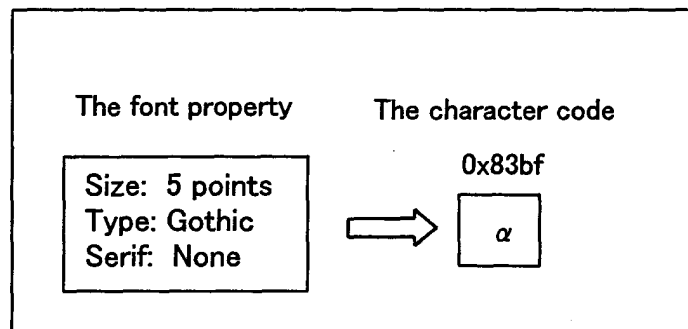 The font property
The character code
0x83bf
Size: 5 points
Type: Gothic
Serif: None
α